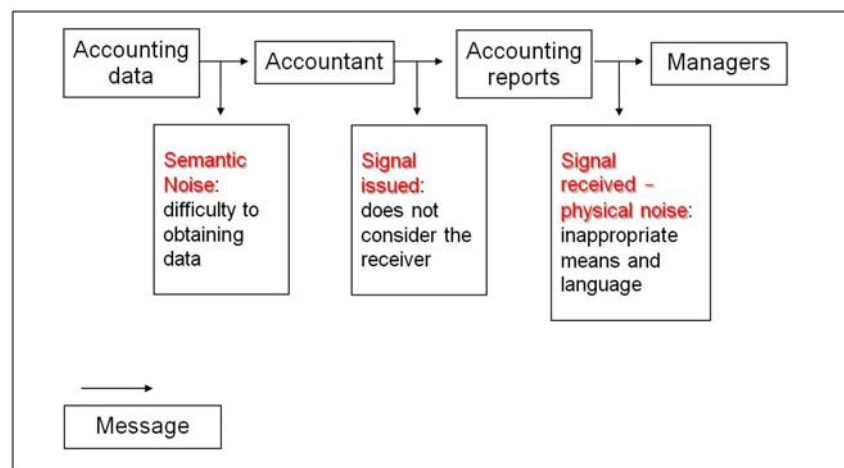 Accounting
data
Accountant
Accounting
reports
Managers
Semantic
Noise:
difficulty to
obtaining
data
Signal
issued:
does not
consider the
receiver
Signal
received –
physical noise:
inappropriate
means and
language
Message